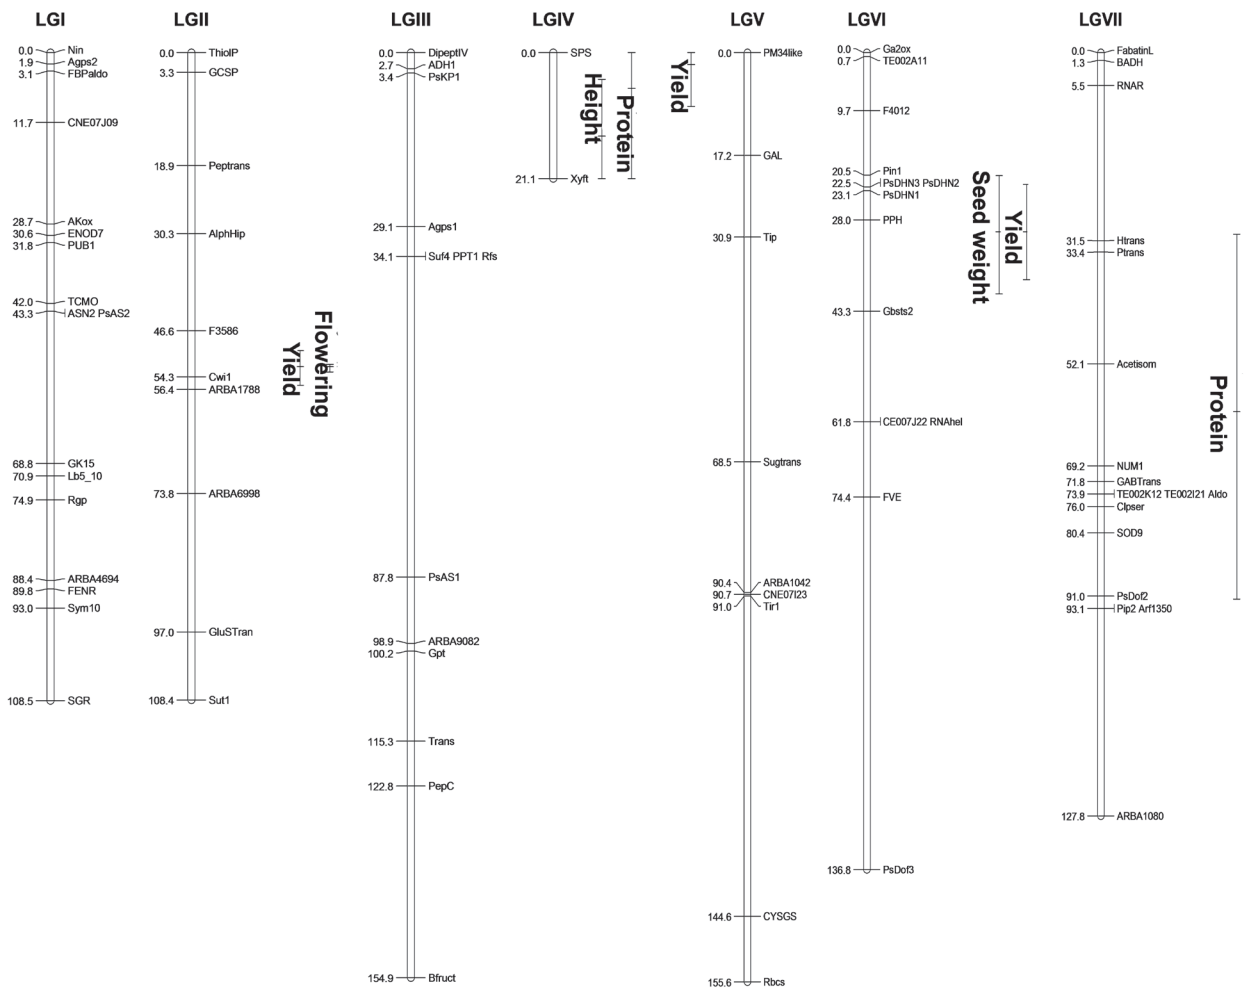 LGI
0.0 Nin
1.9 Agps2
3.1 FBPaldo
11.7 CNE07J09
28.7 AKox
30.6 ENOD7
31.8 PUB1
42.0 TCMO
43.3 ASN2 PsAS2
68.8 GK15
70.9 Lb5_10
74.9 Rgp
88.4 ARBA4694
89.8 FENR
93.0 Sym10
108.5 SGR
LGII
0.0 ThiolP
3.3 GCSP
18.9 Peptrans
30.3 AlphHip
46.6 F3586
54.3 Cwi1
56.4 ARBA1788
73.8 ARBA6998
97.0 GluSTran
108.4 Sut1
Yield
Flowering
LGIII
0.0 DipeptIV
2.7 ADH1
3.4 PsKP1
29.1 Agps1
34.1 Suf4 PPT1 Rfs
87.8 PsAS1
98.9 ARBA9082
100.2 Gpt
115.3 Trans
122.8 PepC
154.9 Bfruct
LGIV
0.0 SPS
21.1 Xyft
Height
Protein
LGV
0.0 PM34like
17.2 GAL
30.9 Tip
68.5 Sugtrans
90.4 ARBA1042
90.7 CNE07I23
91.0 Tir1
144.6 CYSGS
155.6 Rbcs
Yield
LGVI
0.0 Ga2ox
0.7 TE002A11
9.7 F4012
20.5 Pin1
22.5 PsDHN3 PsDHN2
23.1 PsDHN1
28.0 PPH
43.3 Gbsts2
61.8 CE007J22 RNAhel
74.4 FVE
136.8 PsDof3
Seed weight
Yield
LGVII
0.0 FabatinL
1.3 BADH
5.5 RNAR
31.5 Htrans
33.4 Ptrans
52.1 Acetisom
69.2 NUM1
71.8 GABTrans
73.9 TE002K12 TE002I21 Aldo
76.0 Clpser
80.4 SOD9
91.0 PsDof2
93.1 Pip2 Arf1350
127.8 ARBA1080
Protein